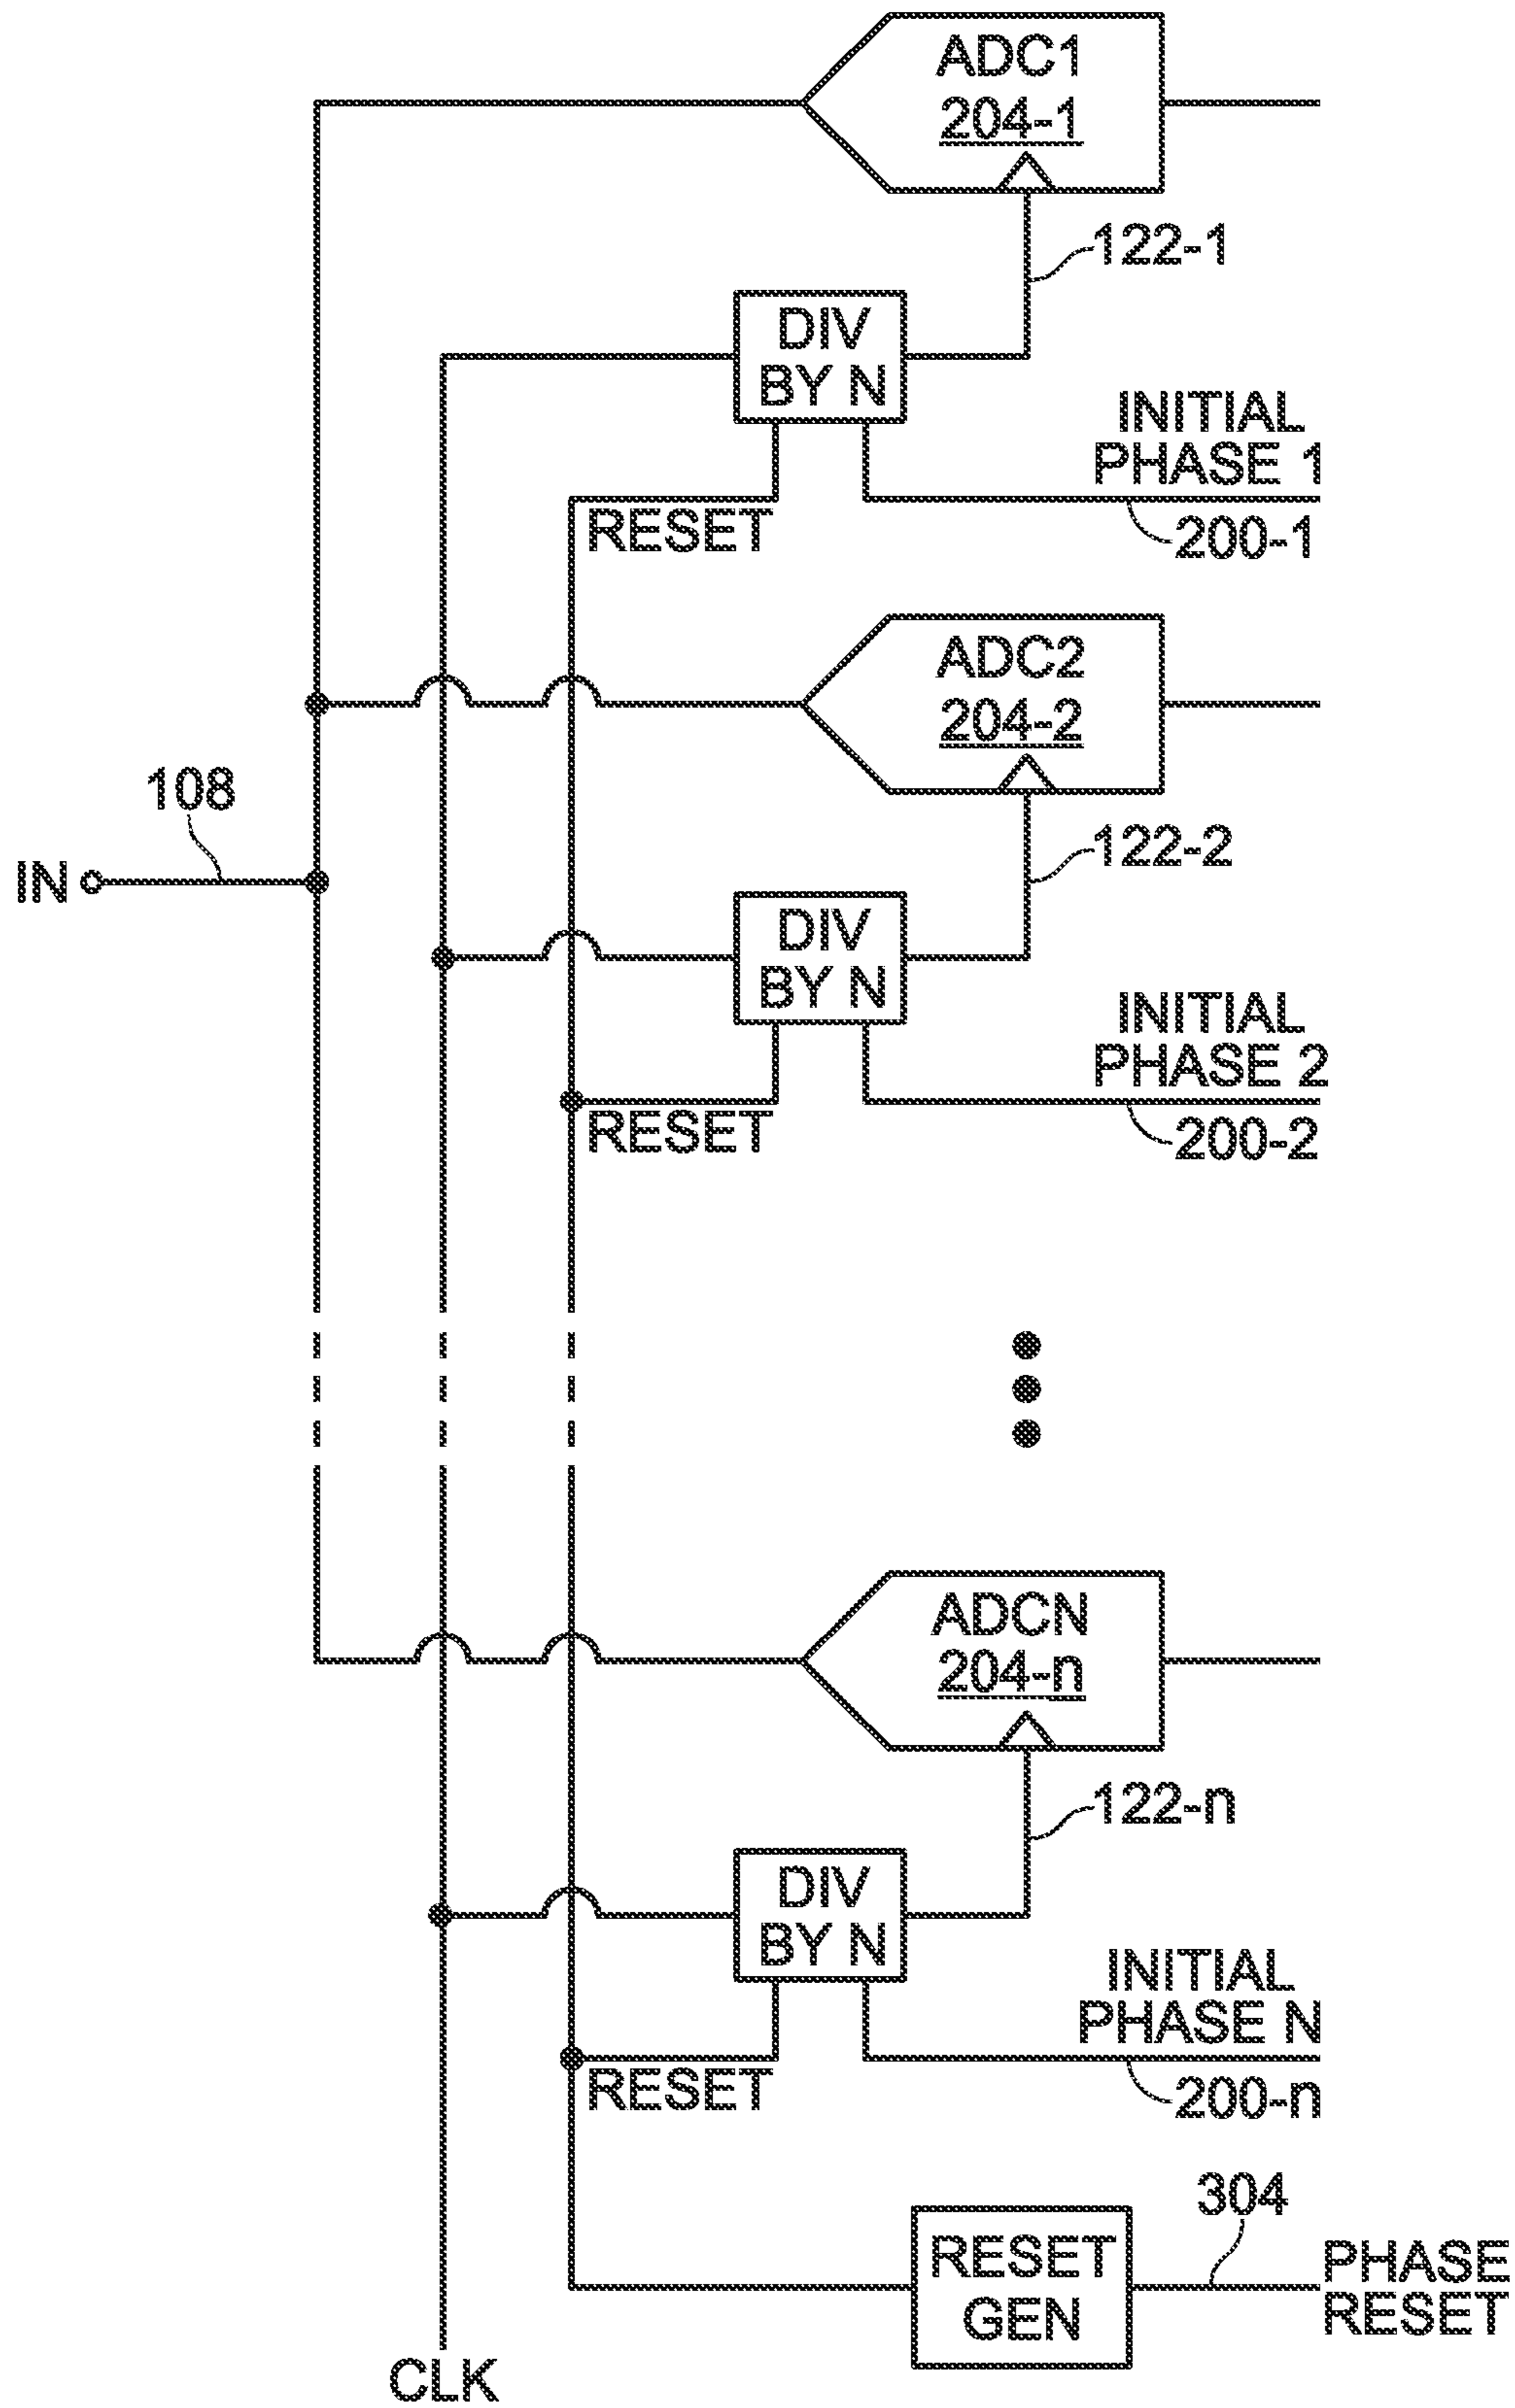 ADC1
204-1
122-1
DIV
BY N
INITIAL
PHASE 1
RESET
200-1
ADC2
204-2
108
IN
122-2
DIV
BY N
INITIAL
PHASE 2
RESET
200-2
ADCN
204-n
122-n
DIV
BY N
INITIAL
PHASE N
RESET
200-n
304
RESET
GEN
PHASE
RESET
CLK